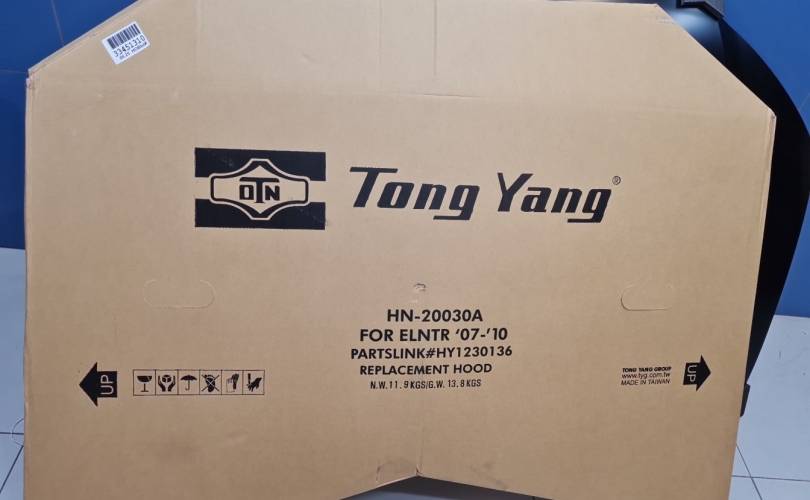 33451310
DTN
Tong Yang®
HN-20030A
FOR ELNTR '07-'10
PARTSLINK#HY1230136
REPLACEMENT HOOD
N.W.11.9KGS/G.W.13.8KGS
UP
TONG YANG GROUP
www.tyg.com.tw
MADE IN TAIWAN
UP